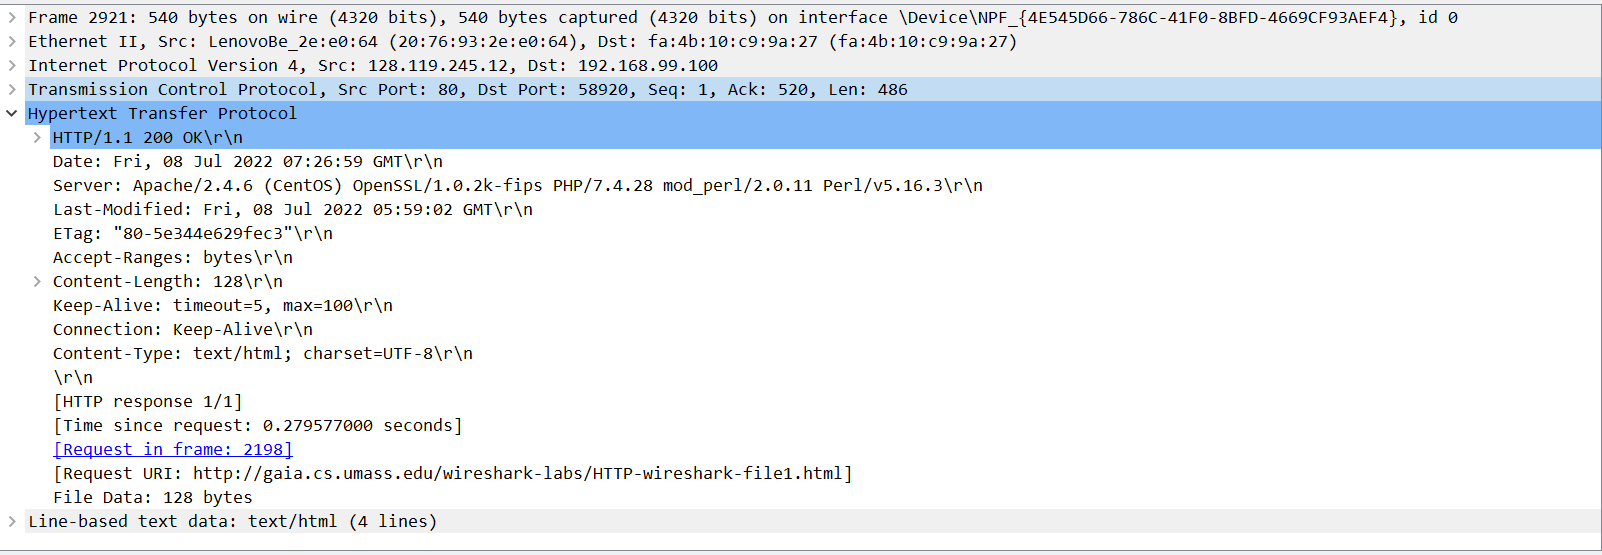 Frame 2921: 540 bytes on wire (4320 bits), 540 bytes captured (4320 bits) on interface \Device\NPF_{4E545D66-786C-41F0-8BFD-4669CF93AEF4}, id 0
Ethernet II, Src: LenovoBe_2e:e0:64 (20:76:93:2e:e0:64), Dst: fa:4b:10:c9:9a:27 (fa:4b:10:c9:9a:27)
Internet Protocol Version 4, Src: 128.119.245.12, Dst: 192.168.99.100
Transmission Control Protocol, Src Port: 80, Dst Port: 58920, Seq: 1, Ack: 520, Len: 486
Hypertext Transfer Protocol
HTTP/1.1 200 OK\r\n
Date: Fri, 08 Jul 2022 07:26:59 GMT\r\n
Server: Apache/2.4.6 (CentOS) OpenSSL/1.0.2k-fips PHP/7.4.28 mod_perl/2.0.11 Perl/v5.16.3\r\n
Last-Modified: Fri, 08 Jul 2022 05:59:02 GMT\r\n
ETag: "80-5e344e629fec3"\r\n
Accept-Ranges: bytes\r\n
Content-Length: 128\r\n
Keep-Alive: timeout=5, max=100\r\n
Connection: Keep-Alive\r\n
Content-Type: text/html; charset=UTF-8\r\n
\r\n
[HTTP response 1/1]
[Time since request: 0.279577000 seconds]
[Request in frame: 2198]
[Request URI: http://gaia.cs.umass.edu/wireshark-labs/HTTP-wireshark-file1.html]
File Data: 128 bytes
Line-based text data: text/html (4 lines)